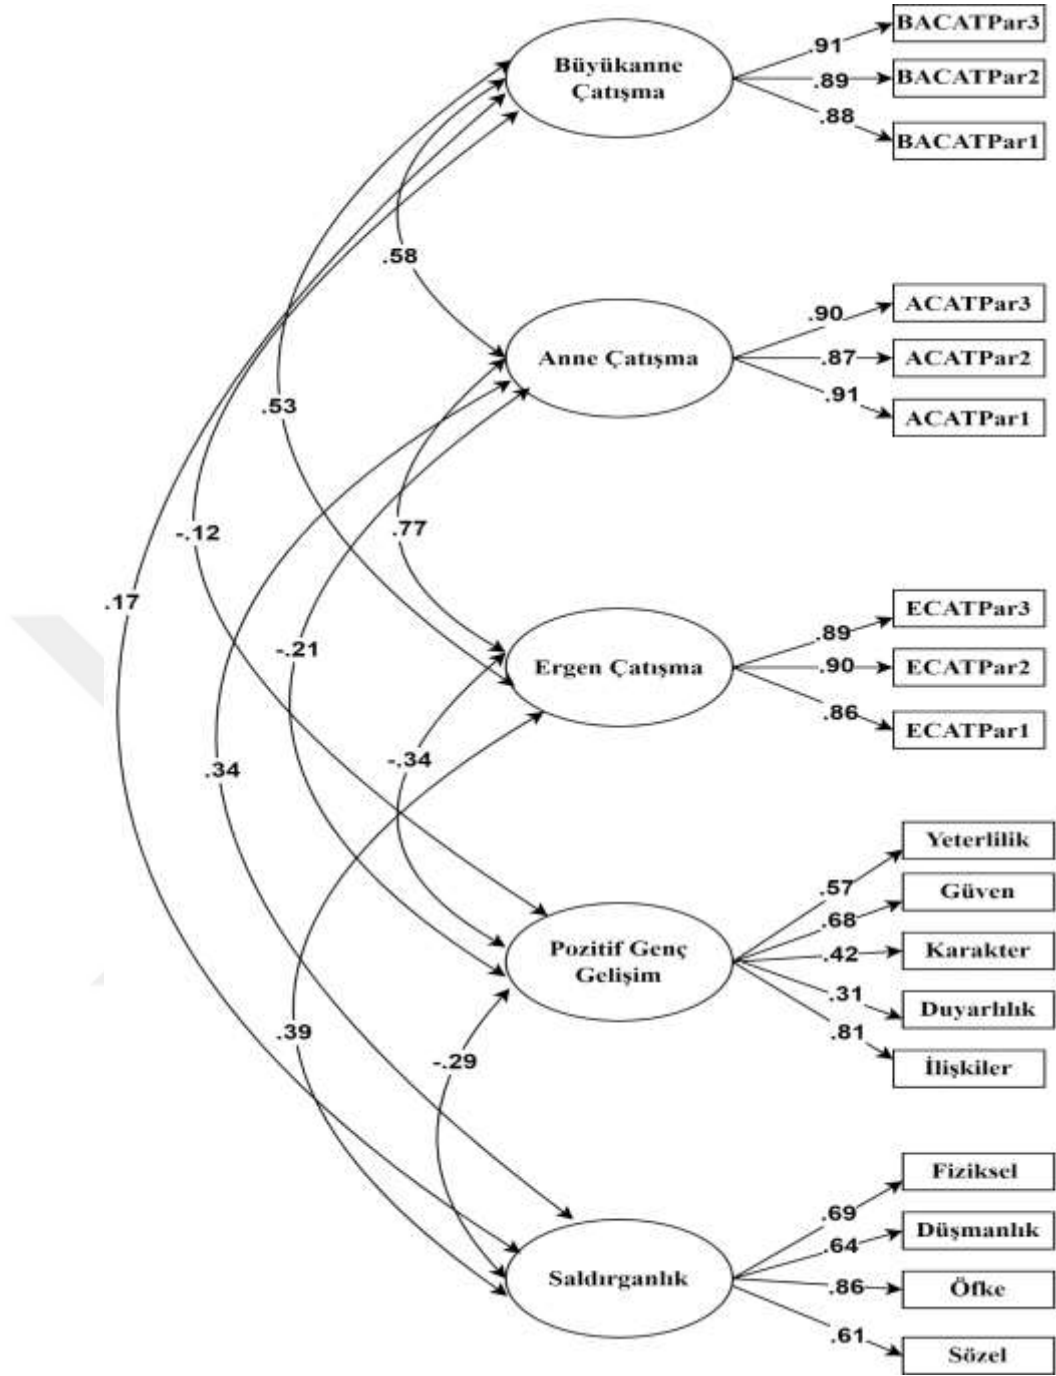 BACATPar3
.91
Büyükanne
Çatışma
.89
BACATPar2
.88
BACATPar1
.58
ACATPar3
.90
Anne Çatışma
.87
ACATPar2
.91
ACATPar1
.53
-.12
.77
.17
ECATPar3
.89
-.21
Ergen Çatışma
.90
ECATPar2
.86
ECATPar1
-.34
.34
Yeterlilik
.57
Güven
.68
Pozitif Genç
Gelişim
.42
Karakter
.31
Duyarlılık
.81
İlişkiler
.39
-.29
Fiziksel
.69
Düşmanlık
.64
Saldırganlık
.86
Öfke
.61
Sözel